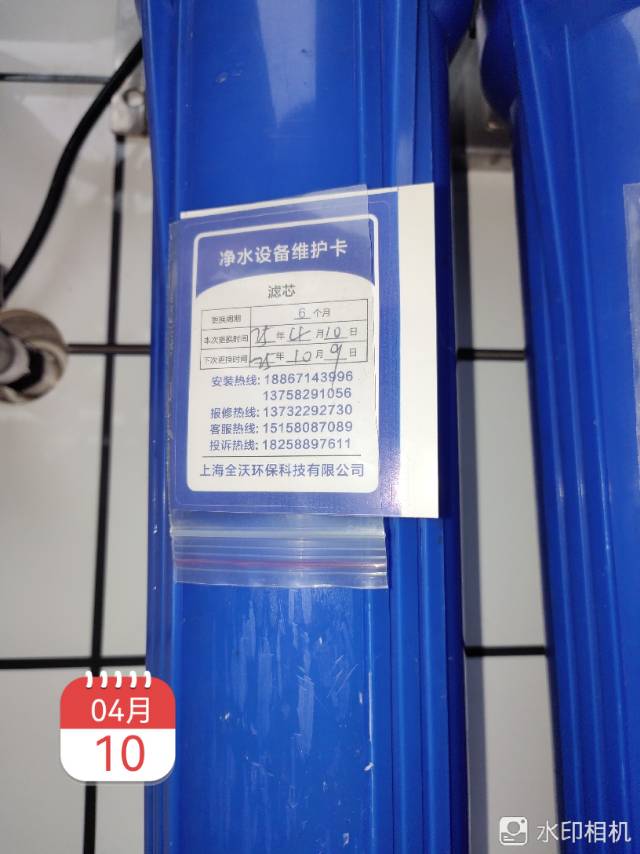 净水设备维护卡
滤芯
更换周期 6 个月
本次更换时间 25 年 4 月 10 日
下次更换时间 25 年 10 月 9 日
安装热线: 18867143996
13758291056
报修热线: 13732292730
客服热线: 15158087089
投诉热线: 18258897611
上海全沃环保科技有限公司
04月
10
水印相机